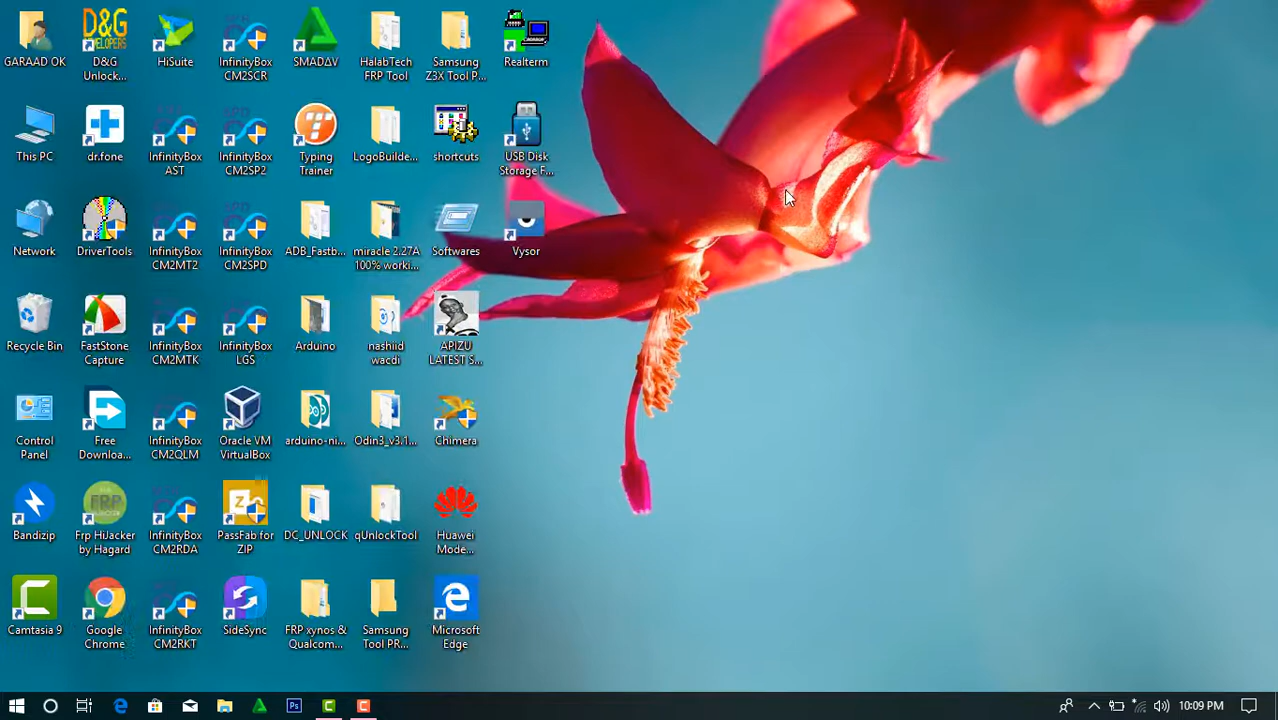 GARAAD OK
D&G
DEVELOPERS
D&G
Unlock...
HiSuite
InfinityBox
CM2SCR
SMADΔV
HalabTech
FRP Tool
Samsung
Z3X Tool P...
Realterm
This PC
dr.fone
InfinityBox
AST
InfinityBox
CM2SP2
Typing
Trainer
LogoBuilde...
shortcuts
USB Disk
Storage F...
Network
DriverTools
InfinityBox
CM2MT2
InfinityBox
CM2SPD
ADB_Fastb...
miracle 2.27A
100% worki...
Softwares
Vysor
Recycle Bin
FastStone
Capture
InfinityBox
CM2MTK
InfinityBox
LGS
Arduino
nashiid
wacdi
APIZU
LATEST S...
Control
Panel
Free
Downloa...
InfinityBox
CM2QLM
Oracle VM
VirtualBox
arduino-ni...
Odin3_v3.1...
Chimera
Bandizip
FRP
Frp HiJacker
by Hagard
InfinityBox
CM2RDA
PassFab for
ZIP
DC_UNLOCK
qUnlockTool
Huawei
Mode...
Camtasia 9
Google
Chrome
InfinityBox
CM2RKT
SideSync
FRP xynos &
Qualcom...
Samsung
Tool PR...
Microsoft
Edge
Ps
10:09 PM